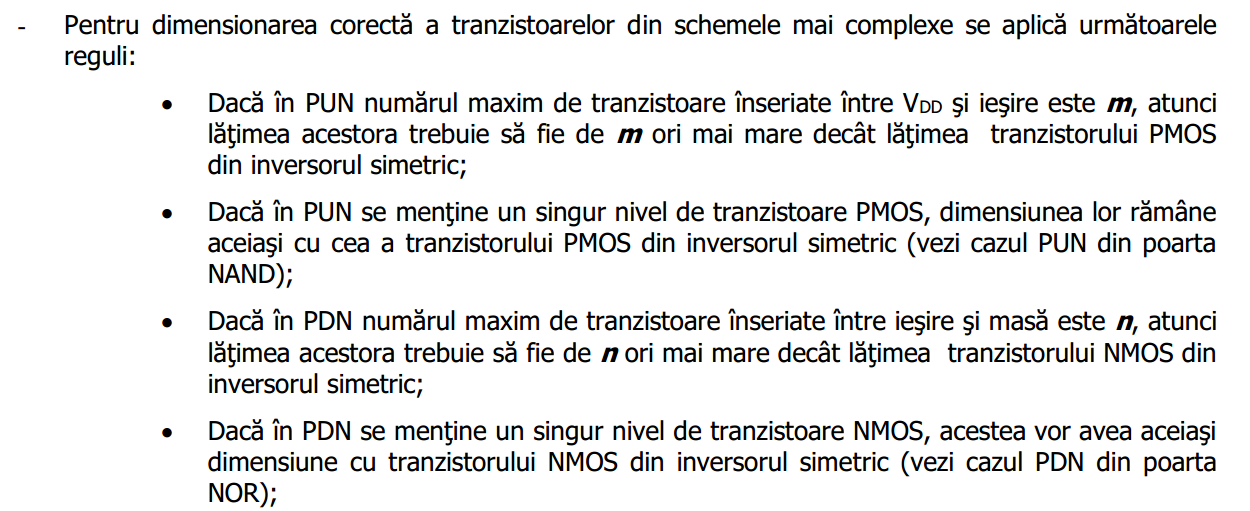 - Pentru dimensionarea corectă a tranzistoarelor din schemele mai complexe se aplică următoarele
reguli:
• Dacă în PUN numărul maxim de tranzistoare înseriate între VDD şi ieşire este m, atunci
lăţimea acestora trebuie să fie de m ori mai mare decât lăţimea tranzistorului PMOS
din inversorul simetric;
• Dacă în PUN se menţine un singur nivel de tranzistoare PMOS, dimensiunea lor rămâne
aceiaşi cu cea a tranzistorului PMOS din inversorul simetric (vezi cazul PUN din poarta
NAND);
• Dacă în PDN numărul maxim de tranzistoare înseriate între ieşire şi masă este n, atunci
lăţimea acestora trebuie să fie de n ori mai mare decât lăţimea tranzistorului NMOS din
inversorul simetric;
• Dacă în PDN se menţine un singur nivel de tranzistoare NMOS, acestea vor avea aceiaşi
dimensiune cu tranzistorului NMOS din inversorul simetric (vezi cazul PDN din poarta
NOR);